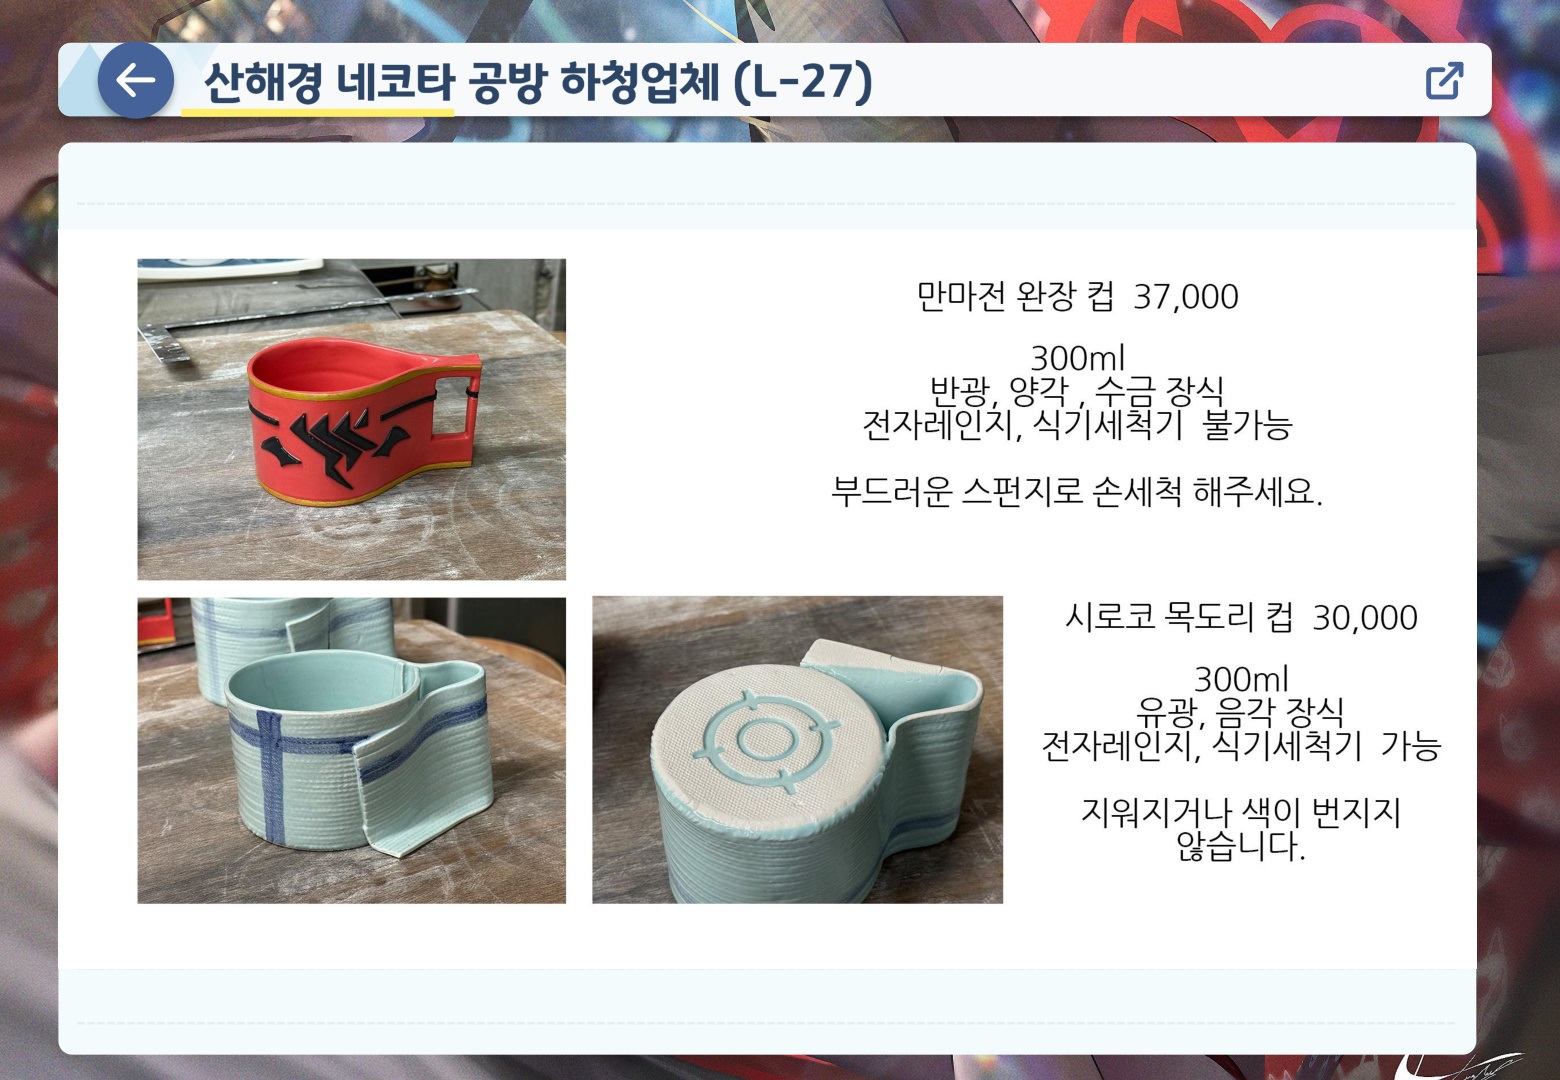 산해경 네코타 공방 하청업체 (L-27)
만마전 완장 컵 37,000
300ml
반광, 양각 , 수금 장식
전자레인지, 식기세척기 불가능
부드러운 스펀지로 손세척 해주세요.
시로코 목도리 컵 30,000
300ml
유광, 음각 장식
전자레인지, 식기세척기 가능
지워지거나 색이 번지지
않습니다.